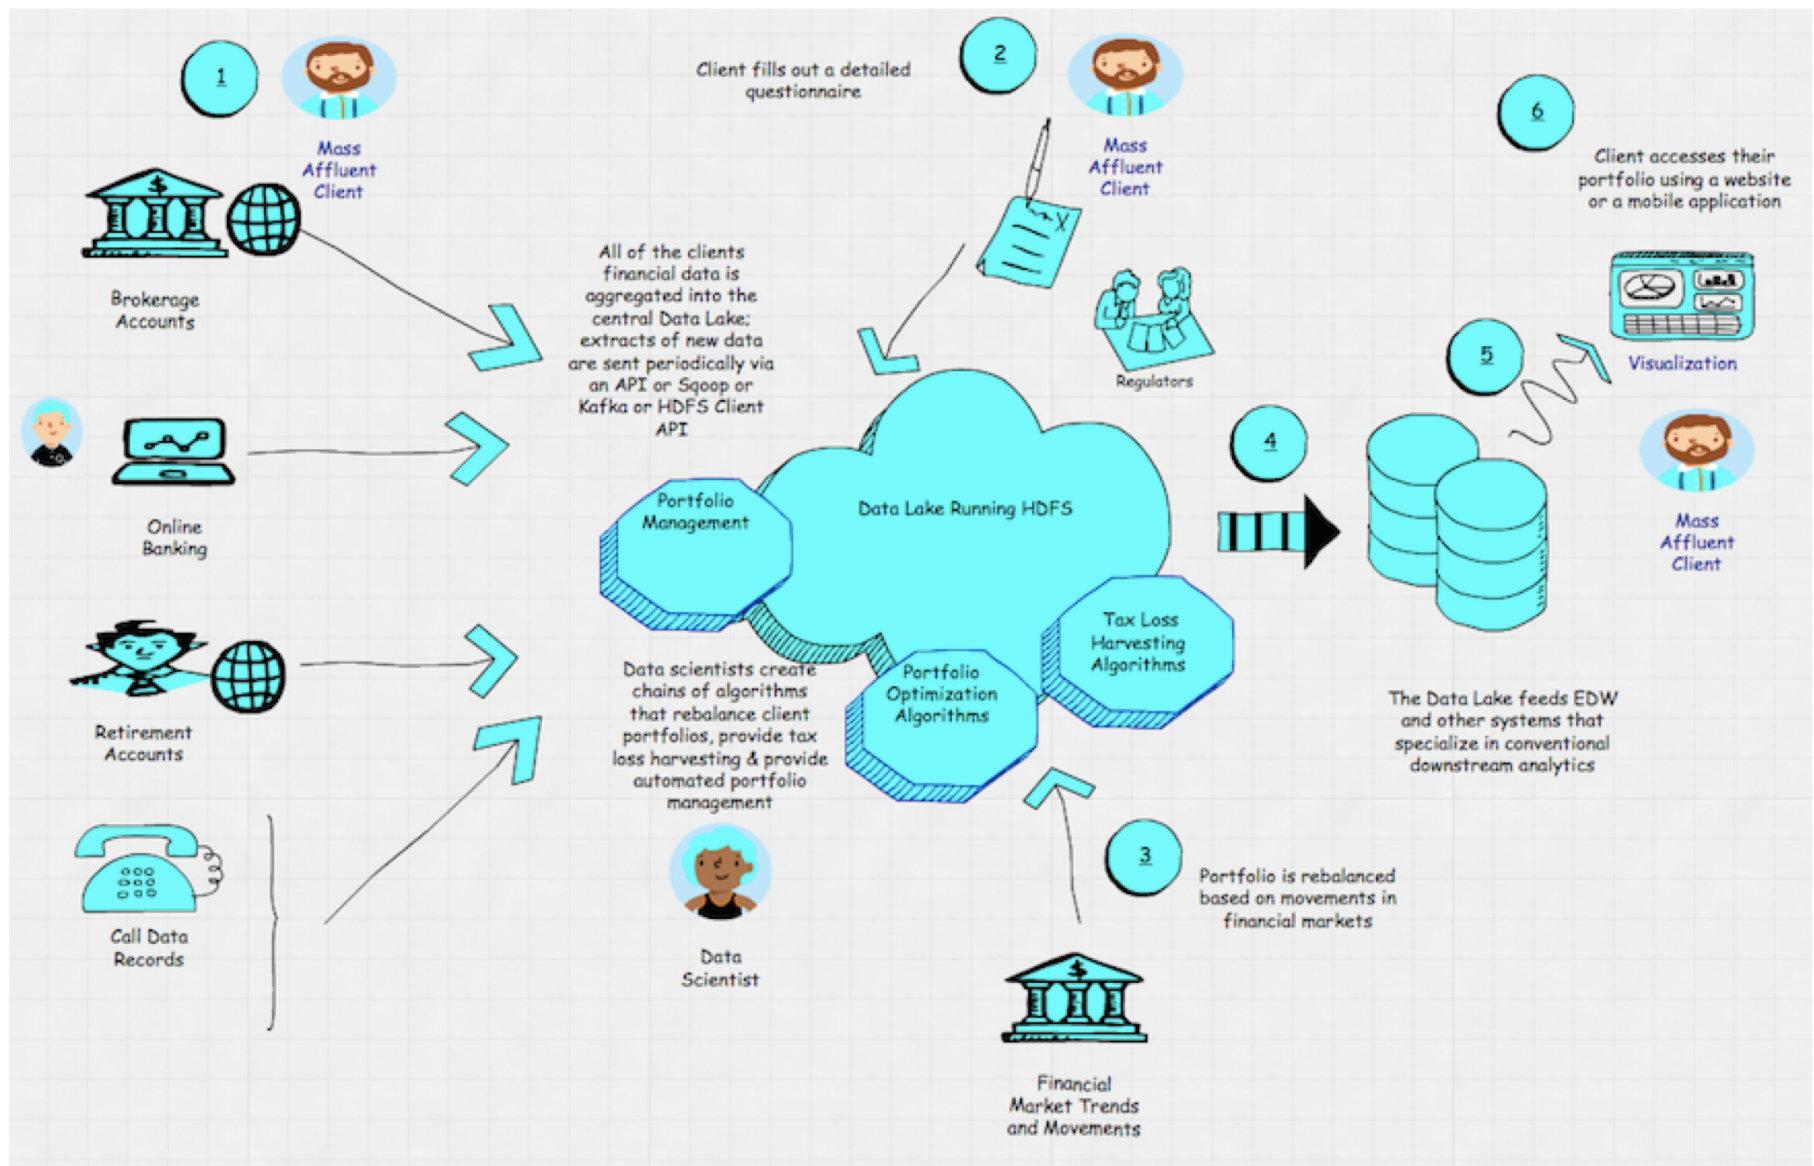 1
Mass
Affluent
Client
Brokerage
Accounts
Online
Banking
Retirement
Accounts
Call Data
Records
All of the clients
financial data is
aggregated into the
central Data Lake;
extracts of new data
are sent periodically via
an API or Sqoop or
Kafka or HDFS Client
API
2
Client fills out a detailed
questionnaire
Mass
Affluent
Client
Regulators
Portfolio
Management
Data Lake Running HDFS
Tax Loss
Harvesting
Algorithms
Portfolio
Optimization
Algorithms
Data scientists create
chains of algorithms
that rebalance client
portfolios, provide tax
loss harvesting & provide
automated portfolio
management
Data
Scientist
3
Portfolio is rebalanced
based on movements in
financial markets
Financial
Market Trends
and Movements
4
5
The Data Lake feeds EDW
and other systems that
specialize in conventional
downstream analytics
6
Client accesses their
portfolio using a website
or a mobile application
Visualization
Mass
Affluent
Client